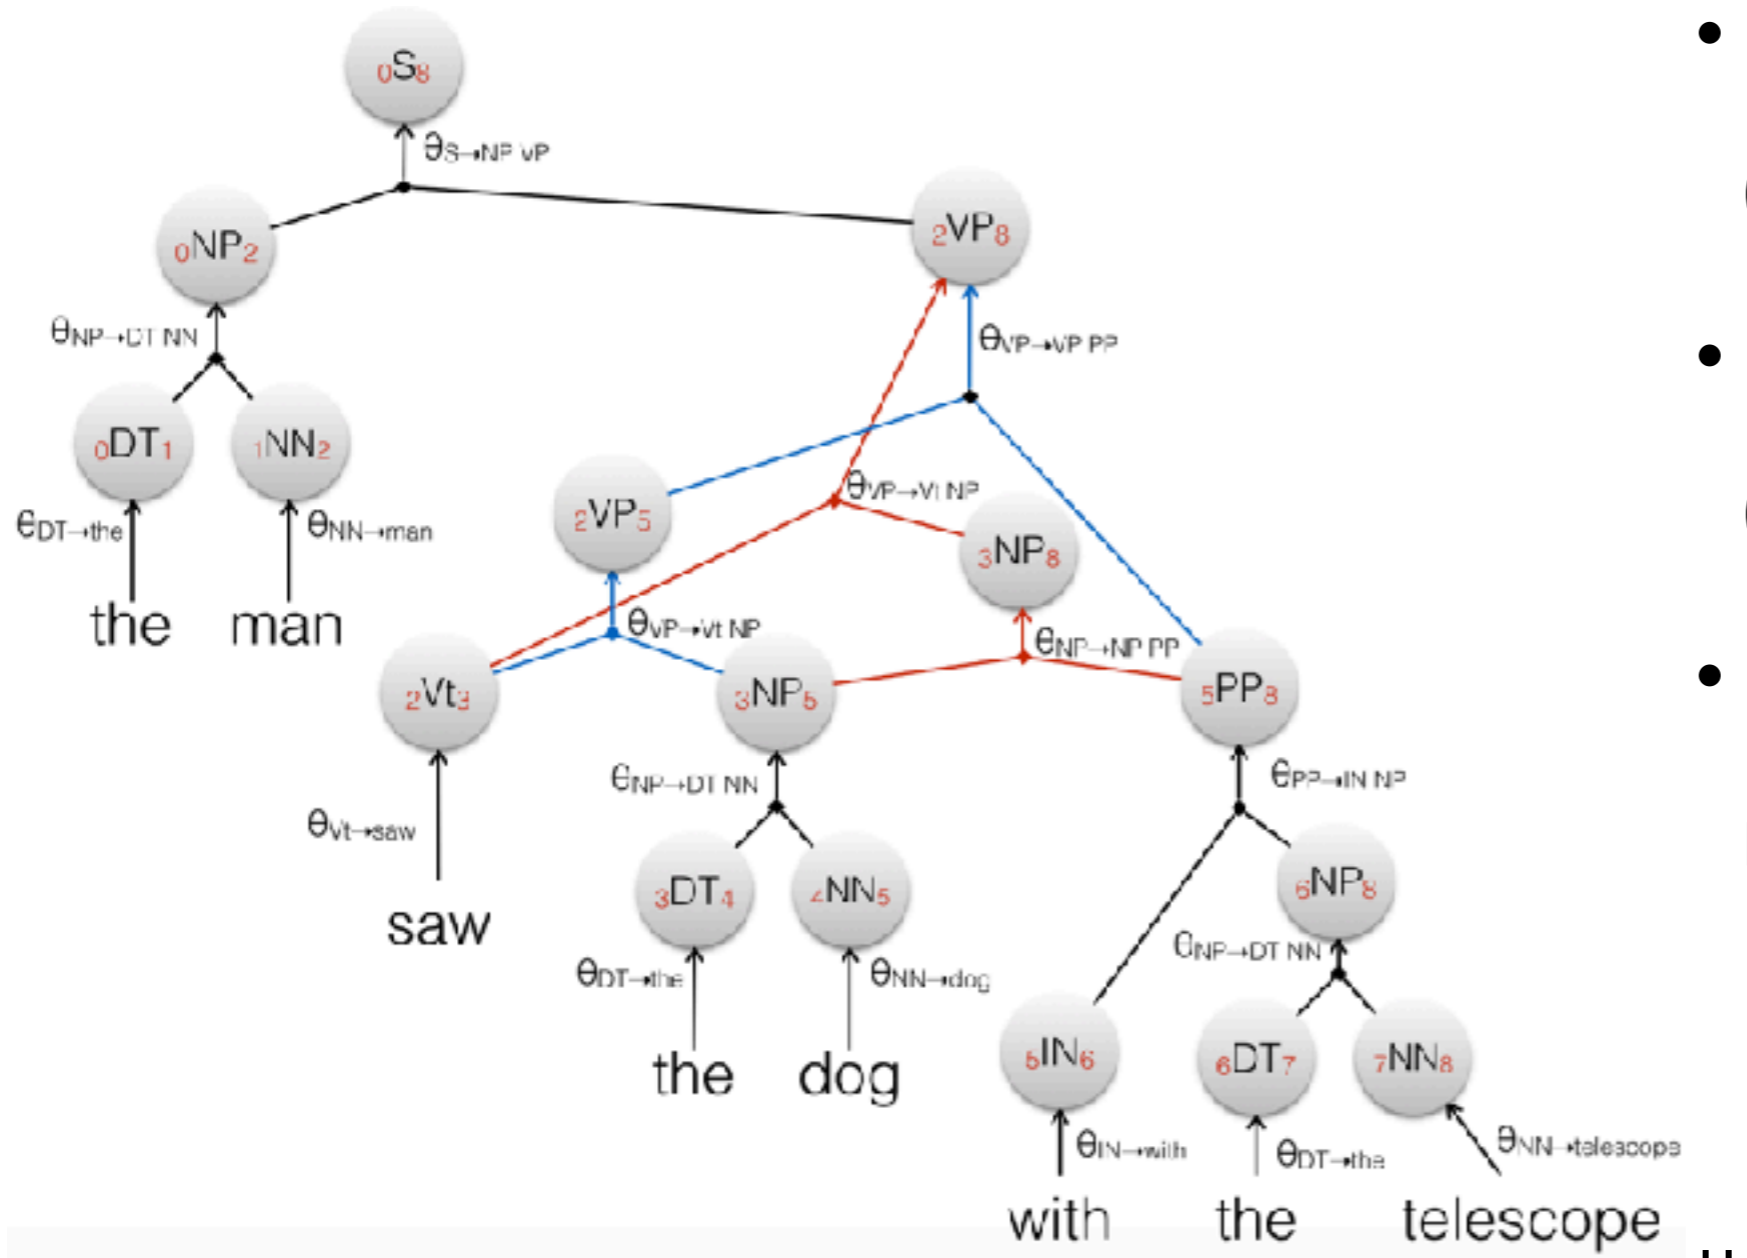 0S8
θS→NP VP
0NP2
2VP8
θNP→DT NN
θVP→VP PP
0DT1 1NN2
2VP5
θVP→Vt NP
3NP8
θDT→the θNN→man
the man
θVP→Vt NP
θNP→NP PP
2Vt3 3NP5 5PP8
θNP→DT NN
θPP→IN NP
θVt→saw
3DT4 4NN5
6NP8
saw
θNP→DT NN
θDT→the θNN→dog
the dog
5IN6 6DT7 7NN8
θIN→with θDT→the θNN→telescope
with the telescope